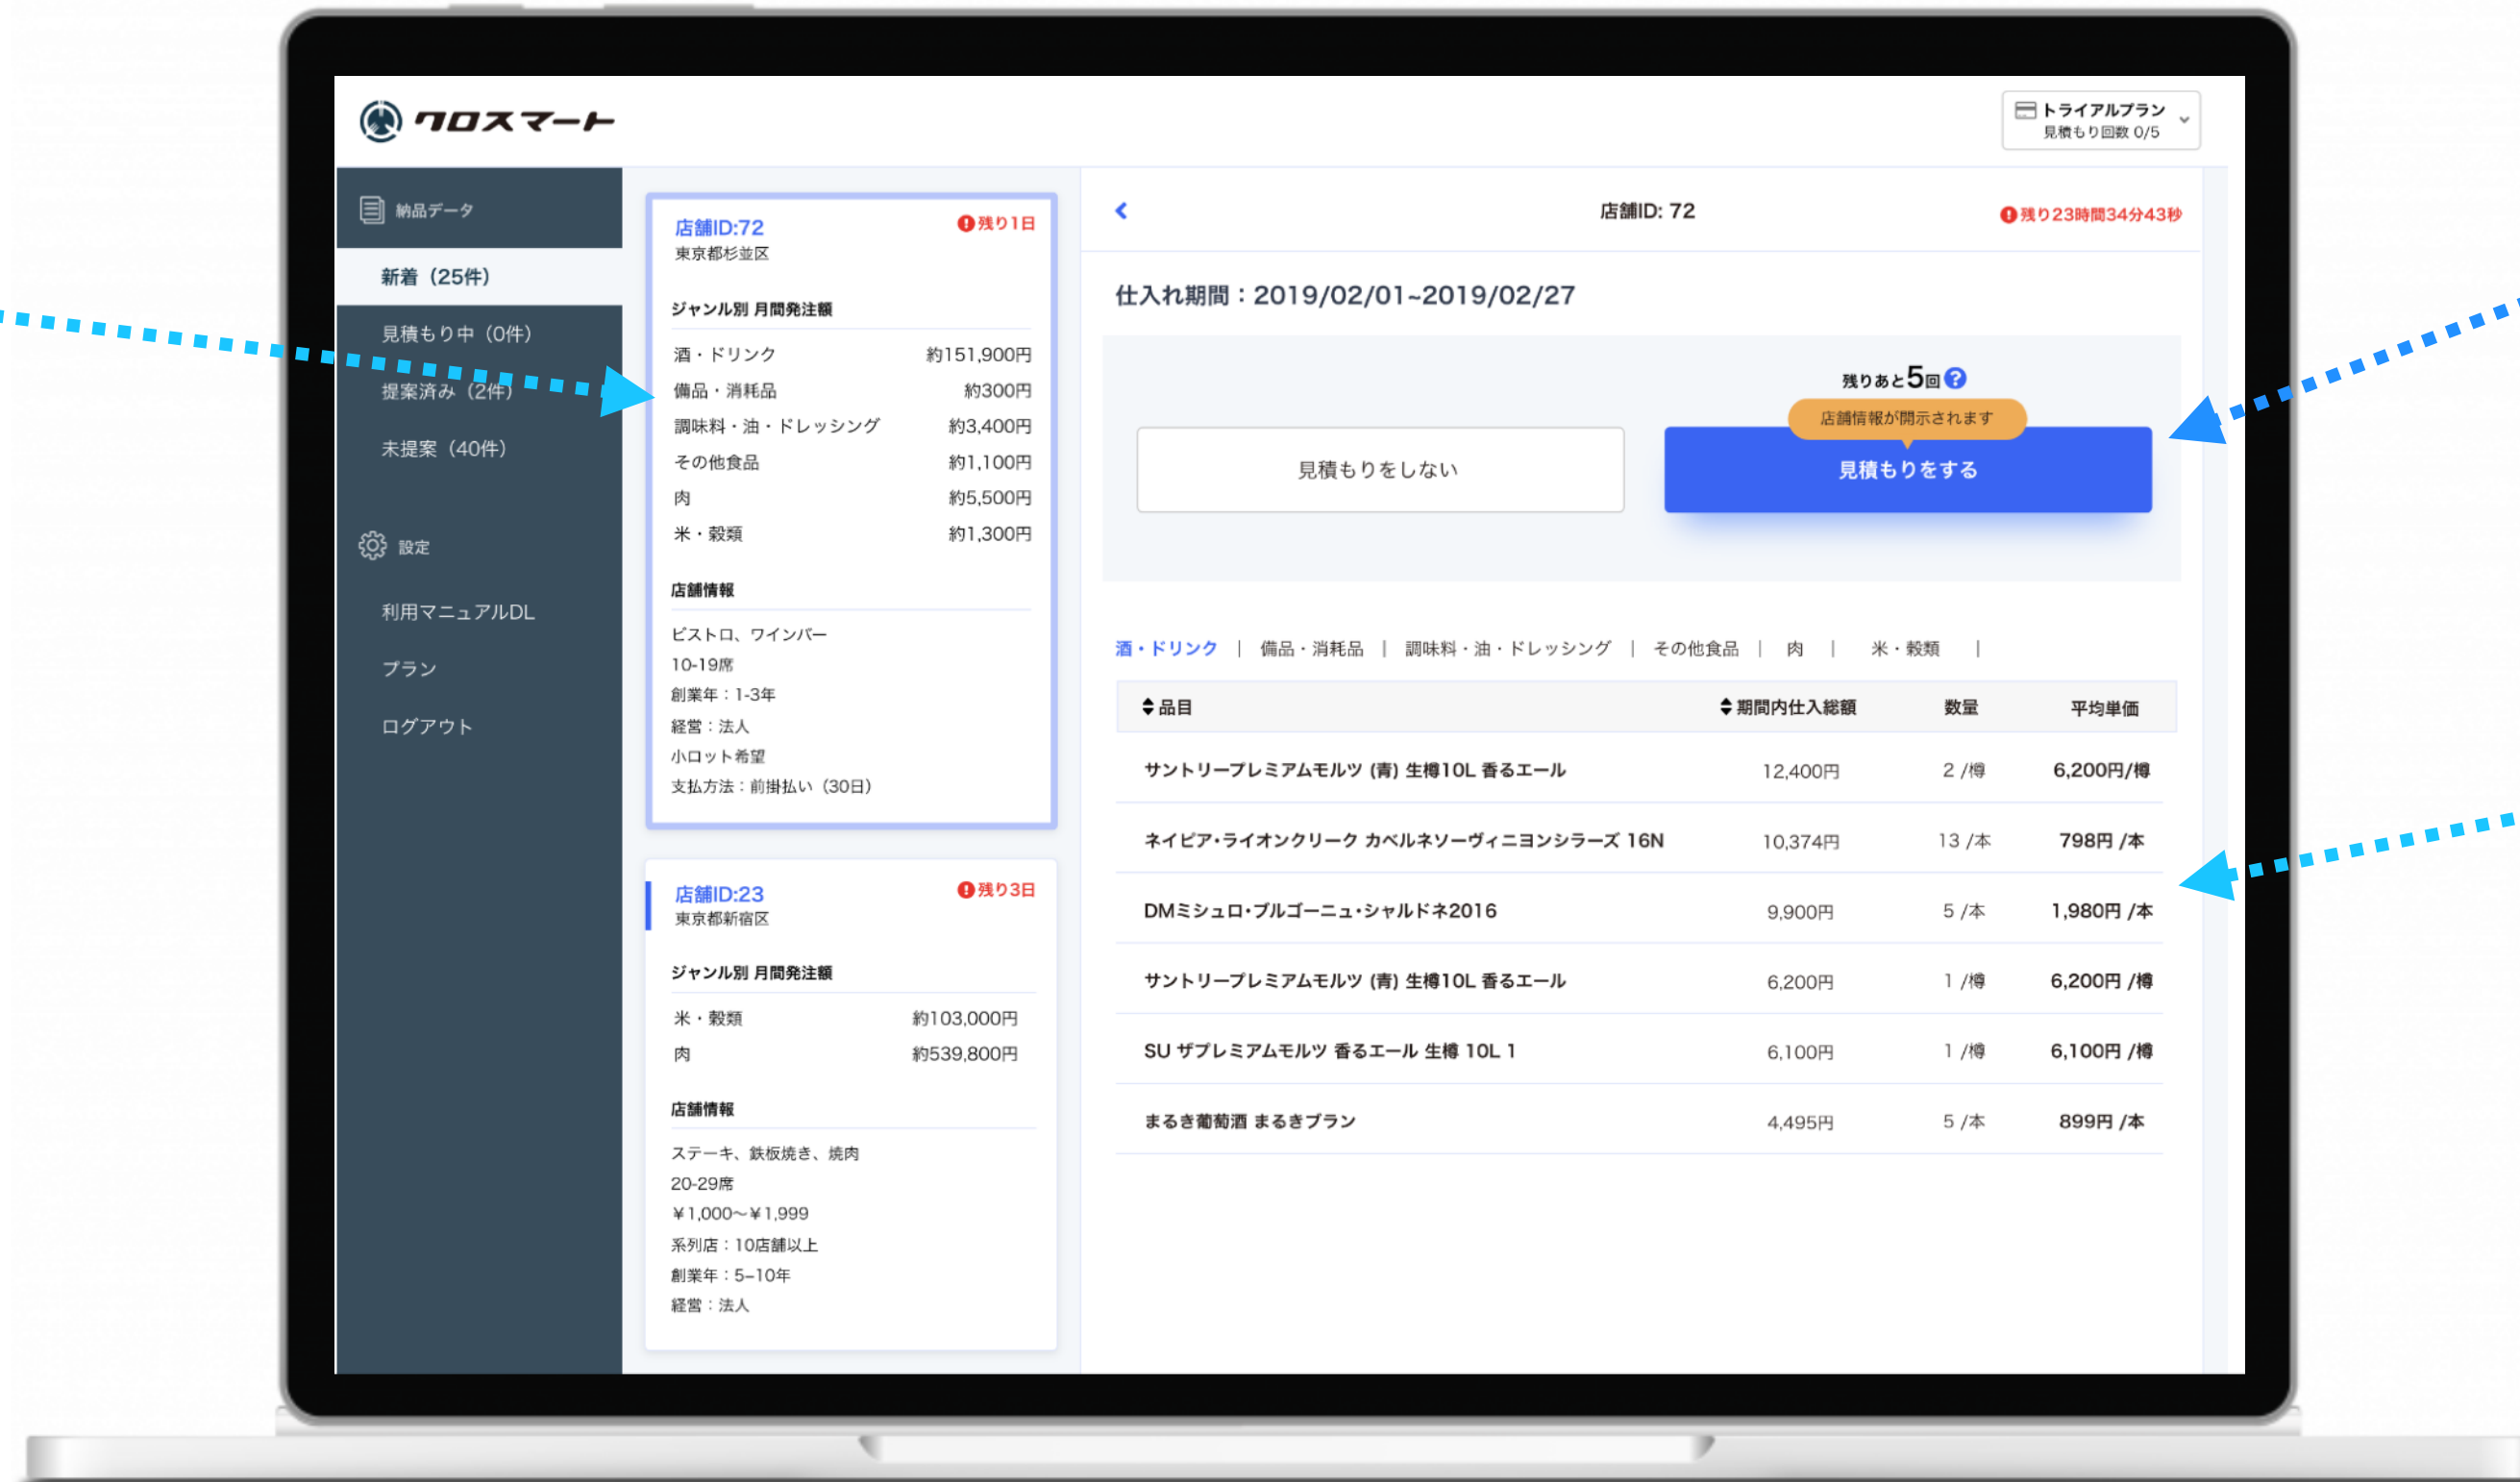 クロスマート
トライアルプラン
見積もり回数 0/5
納品データ
新着（25件）
見積もり中（0件）
提案済み（2件）
未提案（40件）
設定
利用マニュアルDL
プラン
ログアウト
店舗ID:72
残り1日
東京都杉並区
ジャンル別 月間発注額
酒・ドリンク 約151,900円
備品・消耗品 約300円
調味料・油・ドレッシング 約3,400円
その他食品 約1,100円
肉 約5,500円
米・穀類 約1,300円
店舗情報
ビストロ、ワインバー
10-19席
創業年：1-3年
経営：法人
小ロット希望
支払方法：前掛払い（30日）
店舗ID:23
残り3日
東京都新宿区
ジャンル別 月間発注額
米・穀類 約103,000円
肉 約539,800円
店舗情報
ステーキ、鉄板焼き、焼肉
20-29席
¥1,000〜¥1,999
系列店：10店舗以上
創業年：5–10年
経営：法人
店舗ID: 72
残り23時間34分43秒
仕入れ期間：2019/02/01~2019/02/27
残りあと5回?
店舗情報が開示されます
見積もりをしない
見積もりをする
酒・ドリンク | 備品・消耗品 | 調味料・油・ドレッシング | その他食品 | 肉 | 米・穀類 |
品目 期間内仕入総額 数量 平均単価
サントリープレミアムモルツ (青) 生樽10L 香るエール 12,400円 2 /樽 6,200円/樽
ネイピア・ライオンクリーク カベルネソーヴィニヨンシラーズ 16N 10,374円 13 /本 798円 /本
DMミシュロ・ブルゴーニュ・シャルドネ2016 9,900円 5 /本 1,980円 /本
サントリープレミアムモルツ (青) 生樽10L 香るエール 6,200円 1 /樽 6,200円 /樽
SU ザプレミアムモルツ 香るエール 生樽 10L 1 6,100円 1 /樽 6,100円 /樽
まるき葡萄酒 まるきブラン 4,495円 5 /本 899円 /本